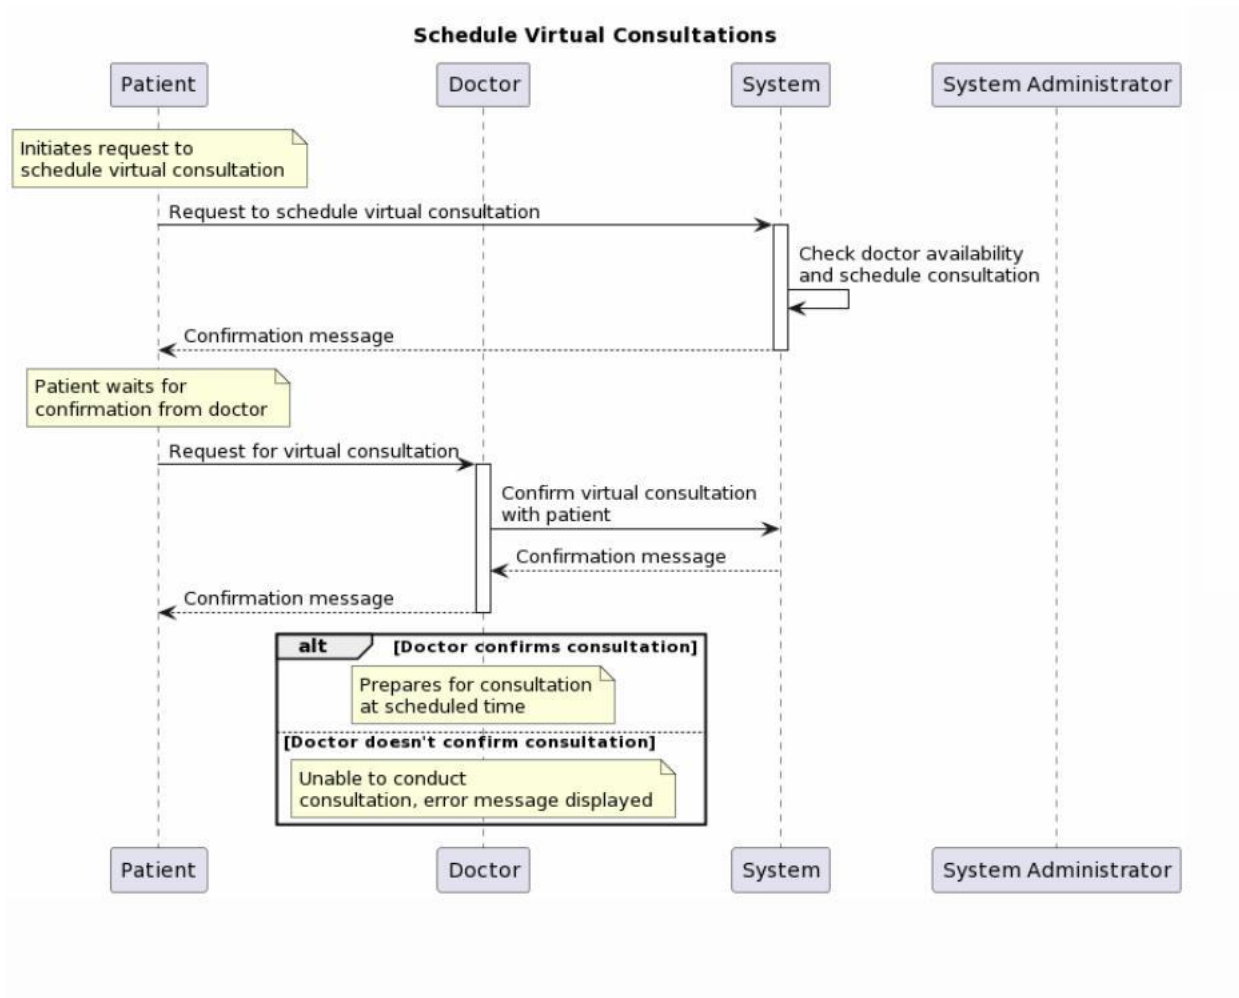 Schedule Virtual Consultations
Patient
Doctor
System
System Administrator
Initiates request to
schedule virtual consultation
Request to schedule virtual consultation
Check doctor availability
and schedule consultation
Confirmation message
Patient waits for
confirmation from doctor
Request for virtual consultation
Confirm virtual consultation
with patient
Confirmation message
Confirmation message
alt
[Doctor confirms consultation]
Prepares for consultation
at scheduled time
[Doctor doesn't confirm consultation]
Unable to conduct
consultation, error message displayed
Patient
Doctor
System
System Administrator